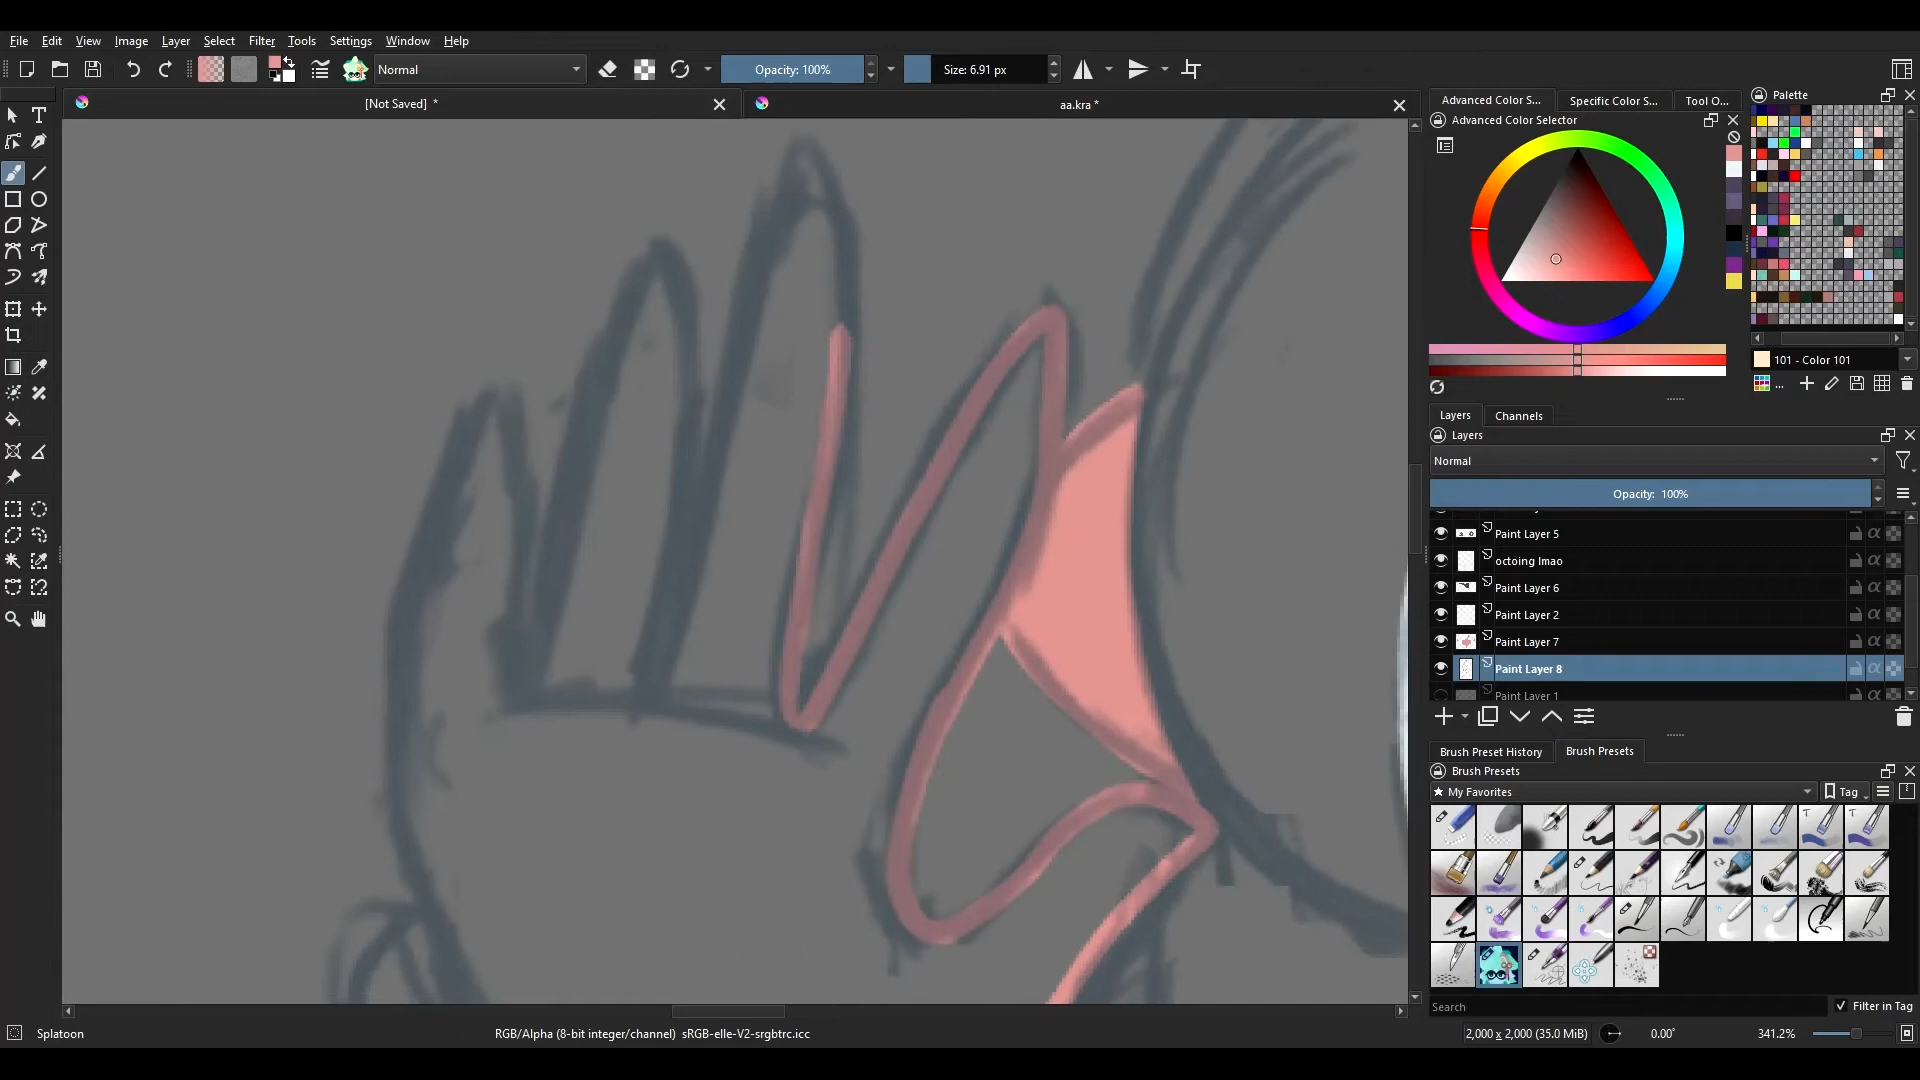 File Edit View Image Layer Select Filter Tools Settings Window Help
Normal
Opacity: 100%
Size: 6.91 px
[Not Saved] *
aa.kra *
Advanced Color S...
Specific Color S...
Tool O...
Advanced Color Selector
Palette
101 - Color 101
...
Layers
Channels
Layers
Normal
Opacity: 100%
Paint Layer 5
octoing lmao
Paint Layer 6
Paint Layer 2
Paint Layer 7
Paint Layer 8
Paint Layer 1
Brush Preset History
Brush Presets
Brush Presets
★ My Favorites
Tag
Search
Filter in Tag
Splatoon
RGB/Alpha (8-bit integer/channel) sRGB-elle-V2-srgbtrc.icc
2,000 x 2,000 (35.0 MiB)
0.00°
341.2%